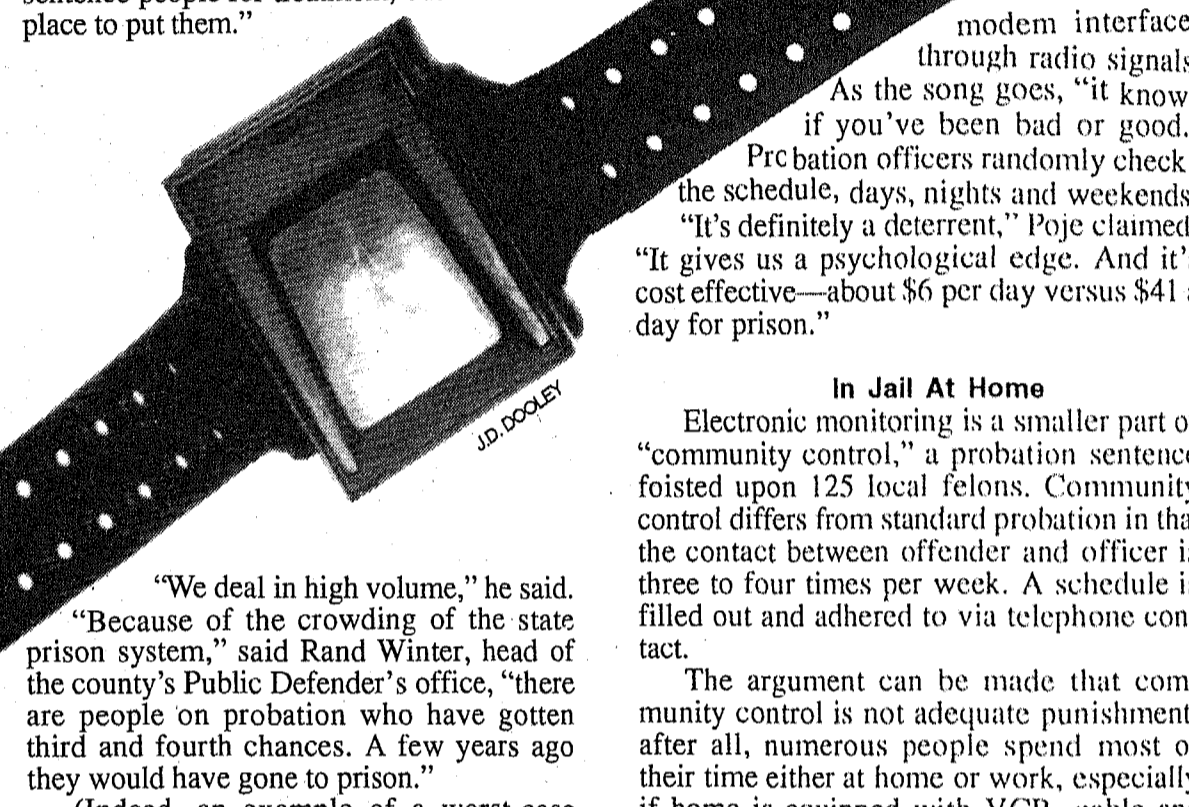 place to put them.”
J.D. DOOLEY
“We deal in high volume,” he said.
“Because of the crowding of the state
prison system,” said Rand Winter, head of
the county’s Public Defender’s office, “there
are people on probation who have gotten
third and fourth chances. A few years ago
they would have gone to prison.”
modem interface
through radio signals
As the song goes, “it know
if you’ve been bad or good.
Probation officers randomly check
the schedule, days, nights and weekends
“It’s definitely a deterrent,” Poje claimed
“It gives us a psychological edge. And it’s
cost effective—about $6 per day versus $41 a
day for prison.”
In Jail At Home
Electronic monitoring is a smaller part o
“community control,” a probation sentence
foisted upon 125 local felons. Community
control differs from standard probation in tha
the contact between offender and officer i
three to four times per week. A schedule i
filled out and adhered to via telephone con
tact.
The argument can be made that com
munity control is not adequate punishment
after all, numerous people spend most o
their time either at home or work, especially